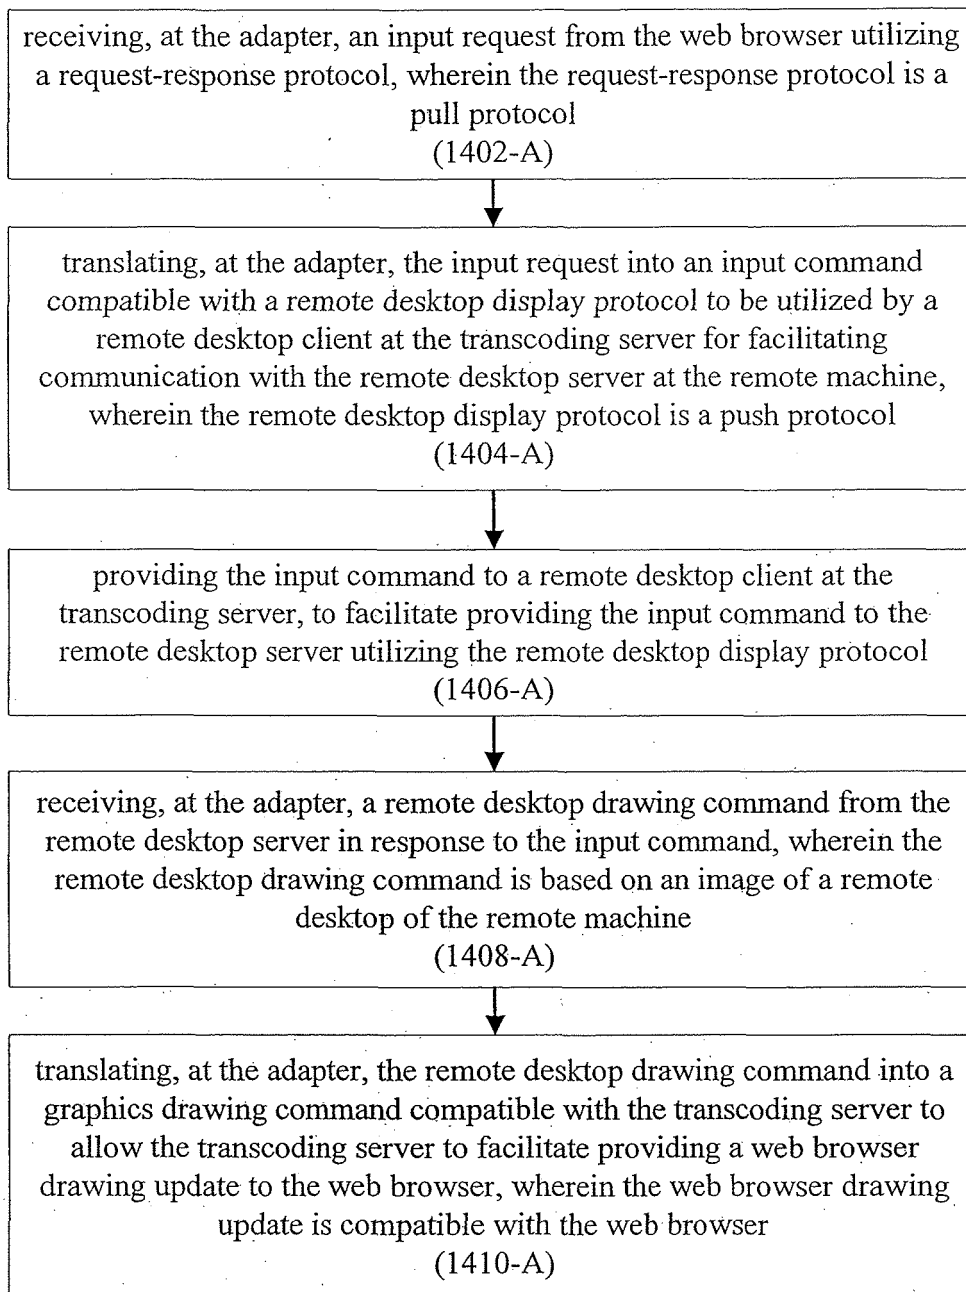 receiving, at the adapter, an input request from the web browser utilizing
a request-response protocol, wherein the request-response protocol is a
pull protocol
(1402-A)
translating, at the adapter, the input request into an input command
compatible with a remote desktop display protocol to be utilized by a
remote desktop client at the transcoding server for facilitating
communication with the remote desktop server at the remote machine,
wherein the remote desktop display protocol is a push protocol
(1404-A)
providing the input command to a remote desktop client at the
transcoding server, to facilitate providing the input command to the
remote desktop server utilizing the remote desktop display protocol
(1406-A)
receiving, at the adapter, a remote desktop drawing command from the
remote desktop server in response to the input command, wherein the
remote desktop drawing command is based on an image of a remote
desktop of the remote machine
(1408-A)
translating, at the adapter, the remote desktop drawing command into a
graphics drawing command compatible with the transcoding server to
allow the transcoding server to facilitate providing a web browser
drawing update to the web browser, wherein the web browser drawing
update is compatible with the web browser
(1410-A)